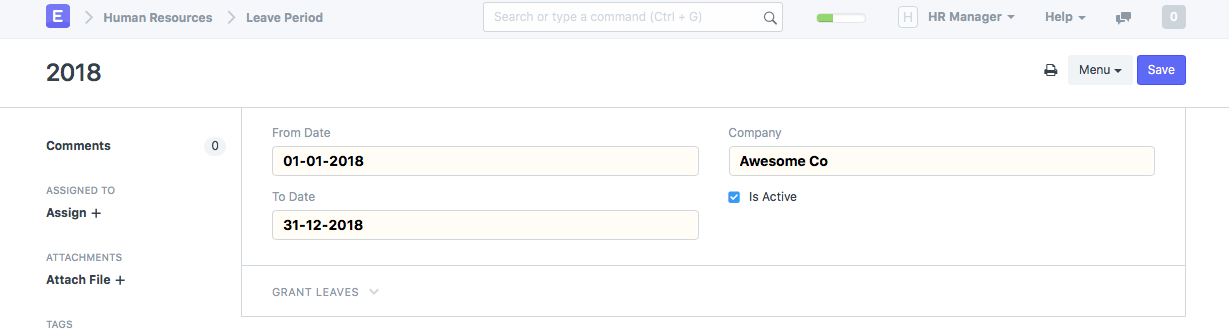 E Human Resources Leave Period Search or type a command (Ctrl + G) H HR Manager Help 0
2018 Menu Save
Comments 0
ASSIGNED TO
Assign +
ATTACHMENTS
Attach File +
TAGS
From Date
01-01-2018
To Date
31-12-2018
Company
Awesome Co
Is Active
GRANT LEAVES